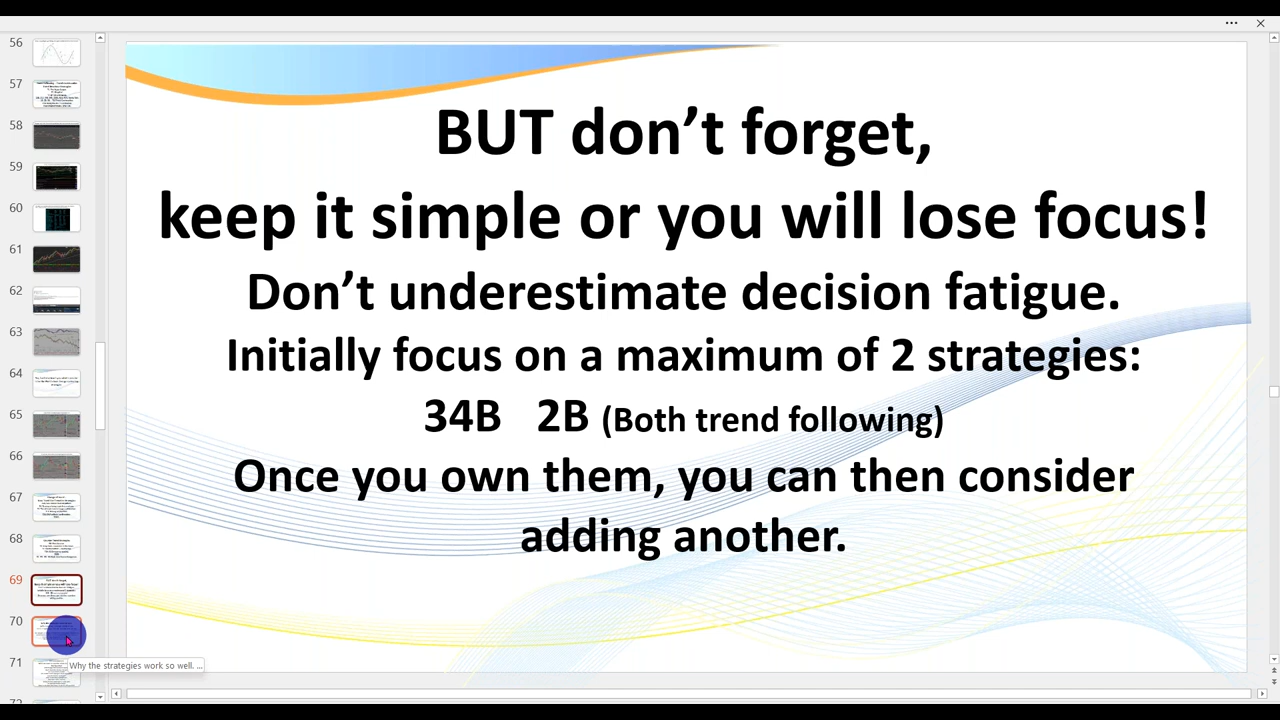 56
57
58
59
60
61
62
63
64
65
66
67
68
69
70
71
BUT don’t forget,
keep it simple or you will lose focus!
Don’t underestimate decision fatigue.
Initially focus on a maximum of 2 strategies:
34B 2B (Both trend following)
Once you own them, you can then consider
adding another.
Why the strategies work so well. ...